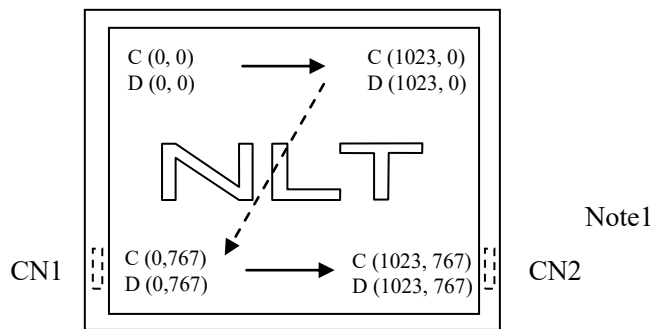 C (0, 0)
D (0, 0)
C (1023, 0)
D (1023, 0)
NLT
Note1
CN1
C (0,767)
D (0,767)
C (1023, 767)
D (1023, 767)
CN2